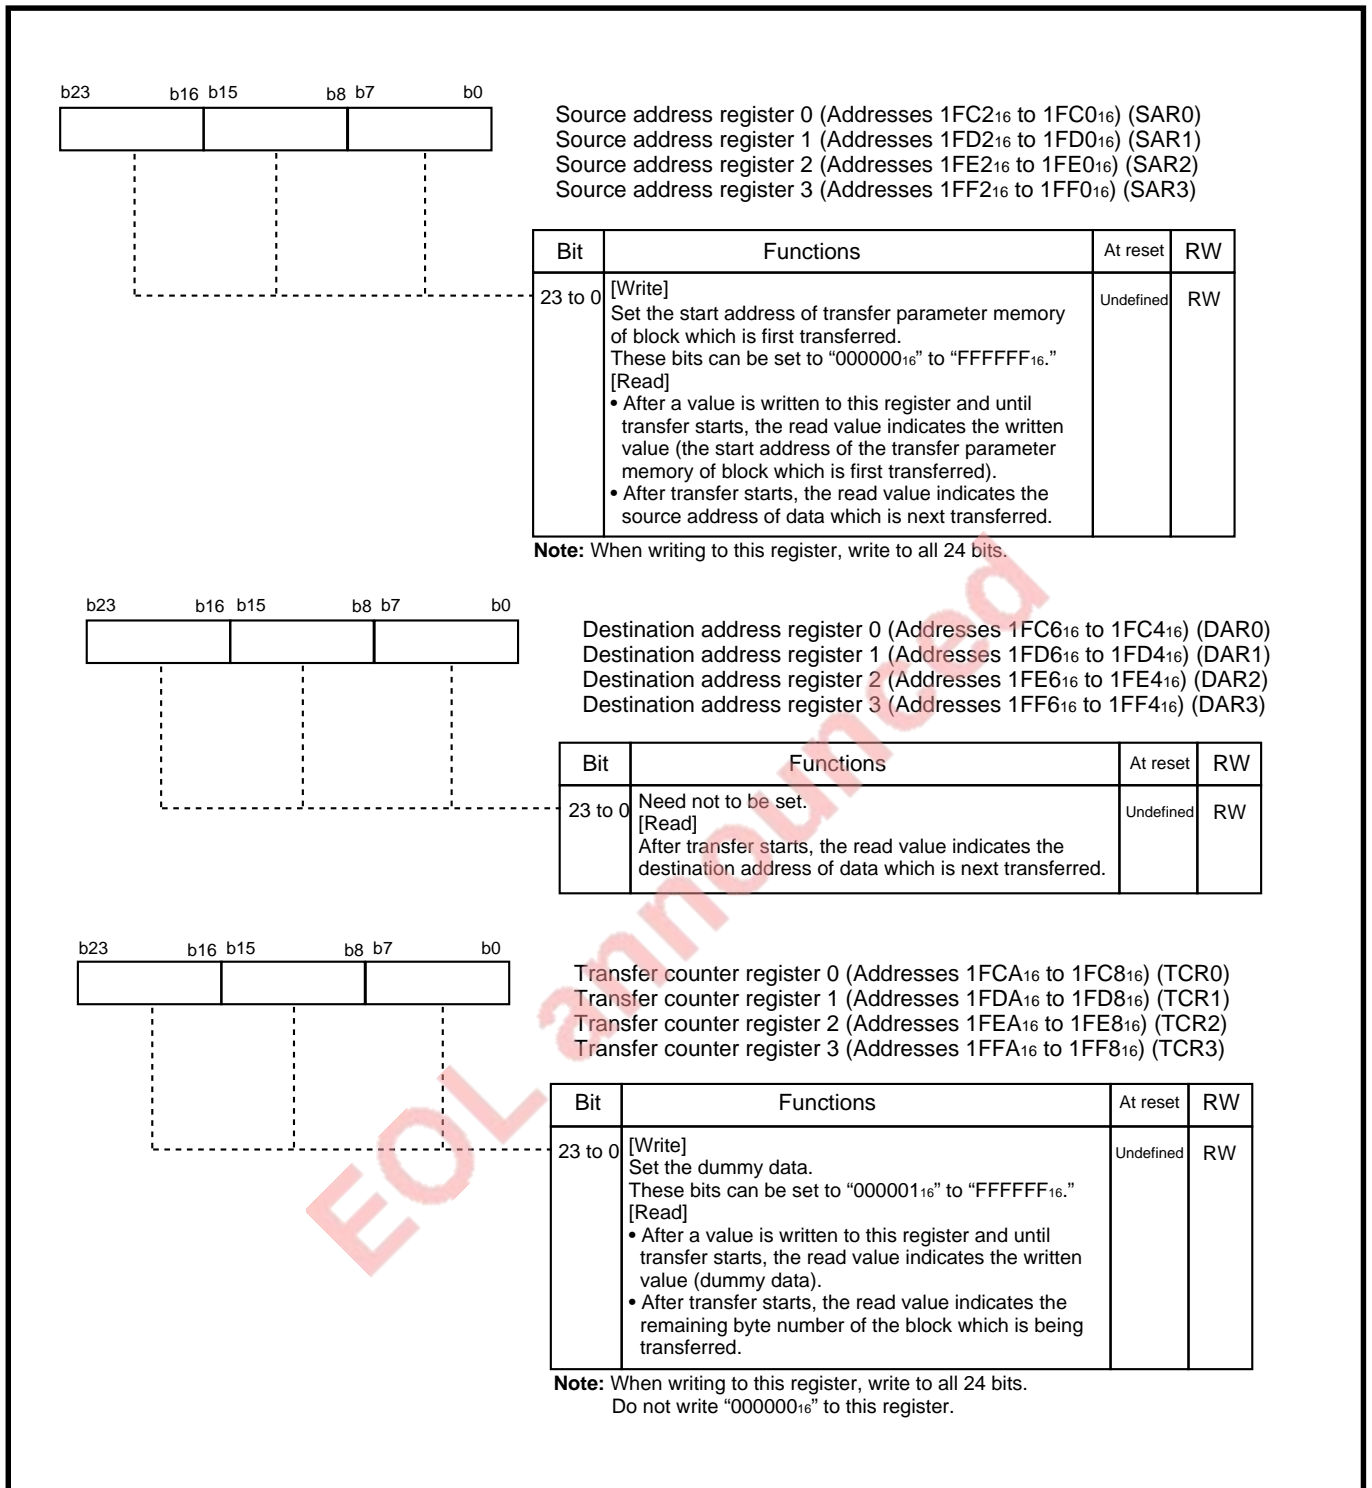 b23 b16 b15 b8 b7 b0
Source address register 0 (Addresses 1FC2₁₆ to 1FC0₁₆) (SAR0)
Source address register 1 (Addresses 1FD2₁₆ to 1FD0₁₆) (SAR1)
Source address register 2 (Addresses 1FE2₁₆ to 1FE0₁₆) (SAR2)
Source address register 3 (Addresses 1FF2₁₆ to 1FF0₁₆) (SAR3)
Bit Functions At reset RW
23 to 0 [Write] Undefined RW
Set the start address of transfer parameter memory
of block which is first transferred.
These bits can be set to “000000₁₆” to “FFFFFF₁₆.”
[Read]
• After a value is written to this register and until
transfer starts, the read value indicates the written
value (the start address of the transfer parameter
memory of block which is first transferred).
• After transfer starts, the read value indicates the
source address of data which is next transferred.
Note: When writing to this register, write to all 24 bits.
b23 b16 b15 b8 b7 b0
Destination address register 0 (Addresses 1FC6₁₆ to 1FC4₁₆) (DAR0)
Destination address register 1 (Addresses 1FD6₁₆ to 1FD4₁₆) (DAR1)
Destination address register 2 (Addresses 1FE6₁₆ to 1FE4₁₆) (DAR2)
Destination address register 3 (Addresses 1FF6₁₆ to 1FF4₁₆) (DAR3)
Bit Functions At reset RW
23 to 0 Need not to be set. Undefined RW
[Read]
After transfer starts, the read value indicates the
destination address of data which is next transferred.
b23 b16 b15 b8 b7 b0
Transfer counter register 0 (Addresses 1FCA₁₆ to 1FC8₁₆) (TCR0)
Transfer counter register 1 (Addresses 1FDA₁₆ to 1FD8₁₆) (TCR1)
Transfer counter register 2 (Addresses 1FEA₁₆ to 1FE8₁₆) (TCR2)
Transfer counter register 3 (Addresses 1FFA₁₆ to 1FF8₁₆) (TCR3)
Bit Functions At reset RW
23 to 0 [Write] Undefined RW
Set the dummy data.
These bits can be set to “000001₁₆” to “FFFFFF₁₆.”
[Read]
• After a value is written to this register and until
transfer starts, the read value indicates the written
value (dummy data).
• After transfer starts, the read value indicates the
remaining byte number of the block which is being
transferred.
Note: When writing to this register, write to all 24 bits.
Do not write “000000₁₆” to this register.
EOL announced